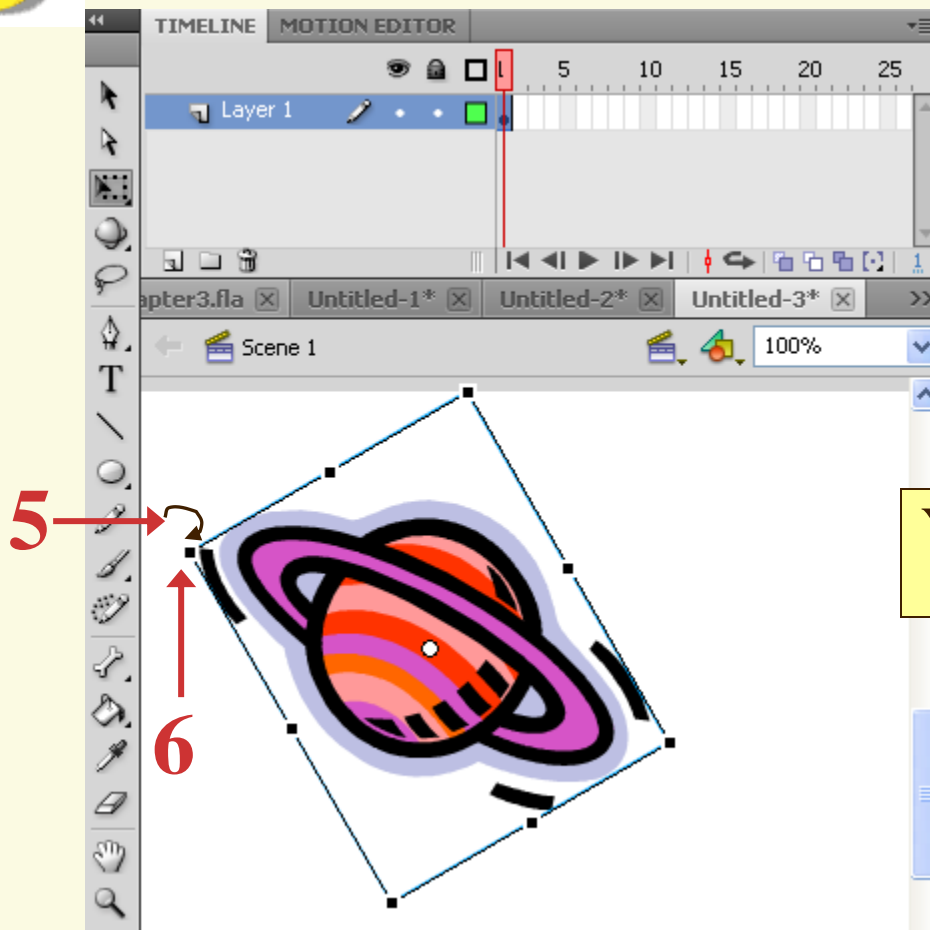 TIMELINE MOTION EDITOR
1 5 10 15 20 25
Layer 1
1
apter3.fla Untitled-1* Untitled-2* Untitled-3*
Scene 1 100%
T
5
6